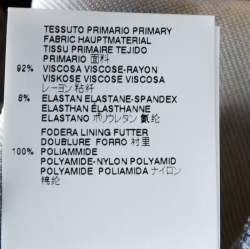 TESSUTO PRIMARIO PRIMARY
FABRIC HAUPTMATERIAL
TISSU PRIMAIRE TEJIDO
PRIMARIO 面料
92% VISCOSA VISCOSE-RAYON
VISKOSE VISCOSE VISCOSA
レーヨン 粘纤
8% ELASTAN ELASTANE-SPANDEX
ELASTHAN ÉLASTHANNE
ELASTANO ポリウレタン 氨纶
FODERA LINING FUTTER
DOUBLURE FORRO 衬里
100% POLIAMMIDE
POLYAMIDE-NYLON POLYAMID
POLYAMIDE POLIAMIDA ナイロン
锦纶